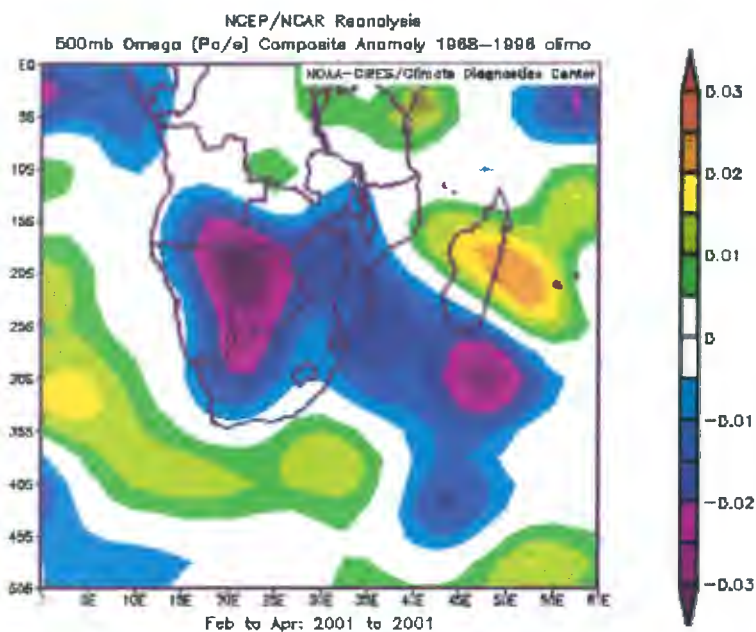 NCEP/NCAR Reanalysis
500mb Omega (Pa/s) Composite Anomaly 1968-1996 climo
NOAA-CIRES/Climate Diagnostics Center
EQ
5S
10S
15S
20S
25S
30S
35S
40S
45S
50S
5E 10E 15E 20E 25E 30E 35E 40E 45E 50E 55E
Feb to Apr: 2001 to 2001
0.03
0.02
0.01
0
-0.01
-0.02
-0.03